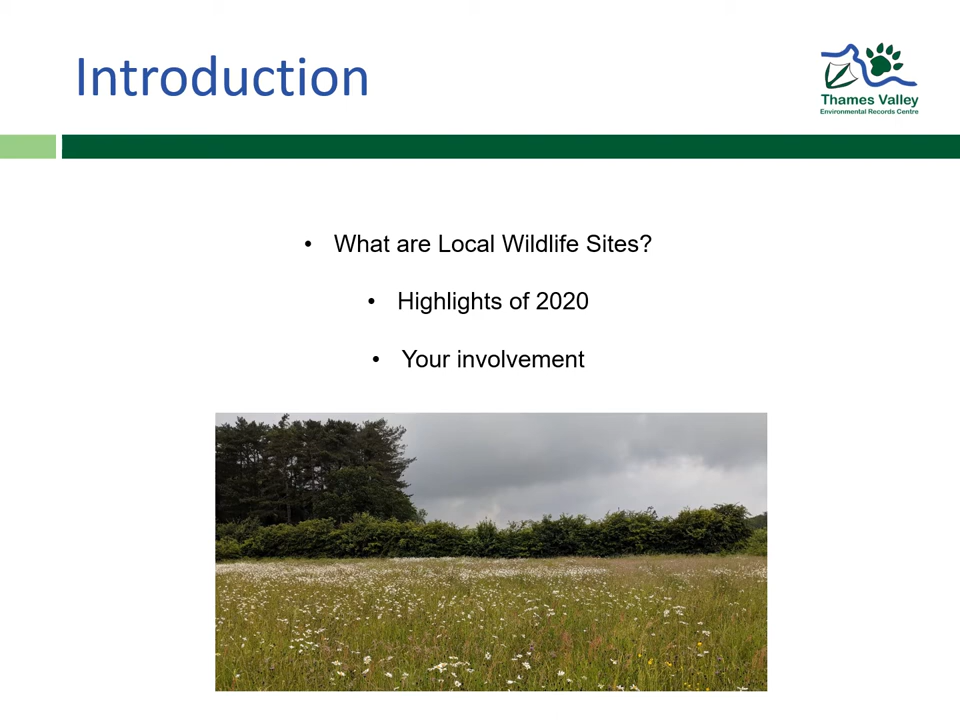 Introduction
Thames Valley
Environmental Records Centre
• What are Local Wildlife Sites?
• Highlights of 2020
• Your involvement